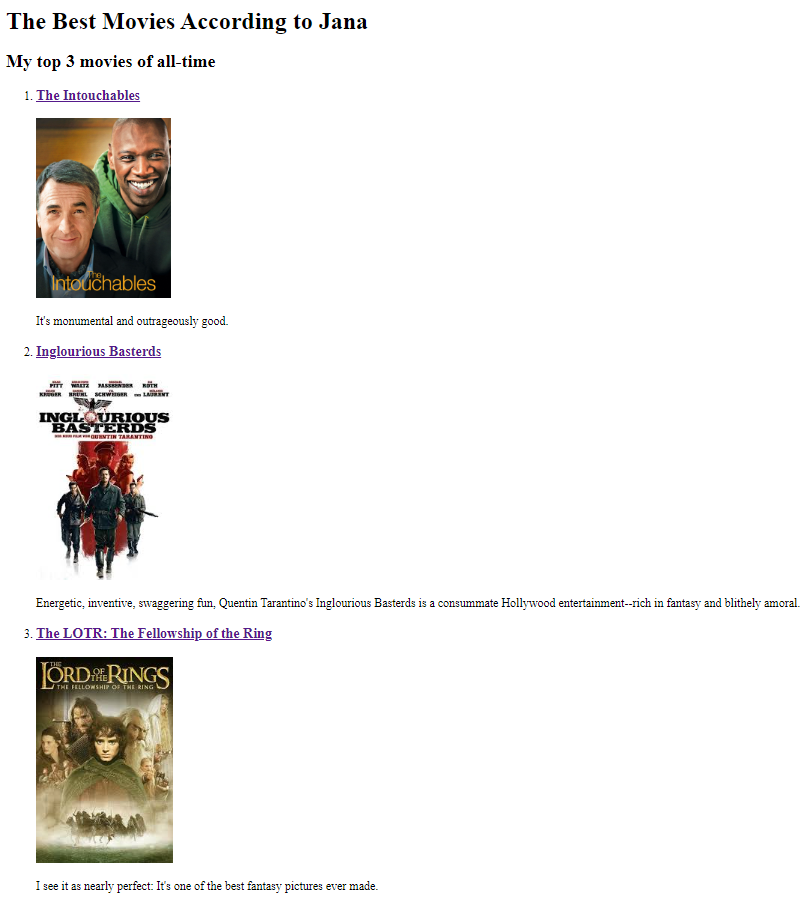 The Best Movies According to Jana
My top 3 movies of all-time
1. The Intouchables
The
Intouchables
It's monumental and outrageously good.
2. Inglourious Basterds
PITT WALTZ FASSBENDER ROTH
KRUGER BRÜHL SCHWEIGER LAURENT
INGLOURIOUS
BASTERDS
QUENTIN TARANTINO
Energetic, inventive, swaggering fun, Quentin Tarantino's Inglourious Basterds is a consummate Hollywood entertainment--rich in fantasy and blithely amoral.
3. The LOTR: The Fellowship of the Ring
THE
LORD OF THE RINGS
THE FELLOWSHIP OF THE RING
I see it as nearly perfect: It's one of the best fantasy pictures ever made.